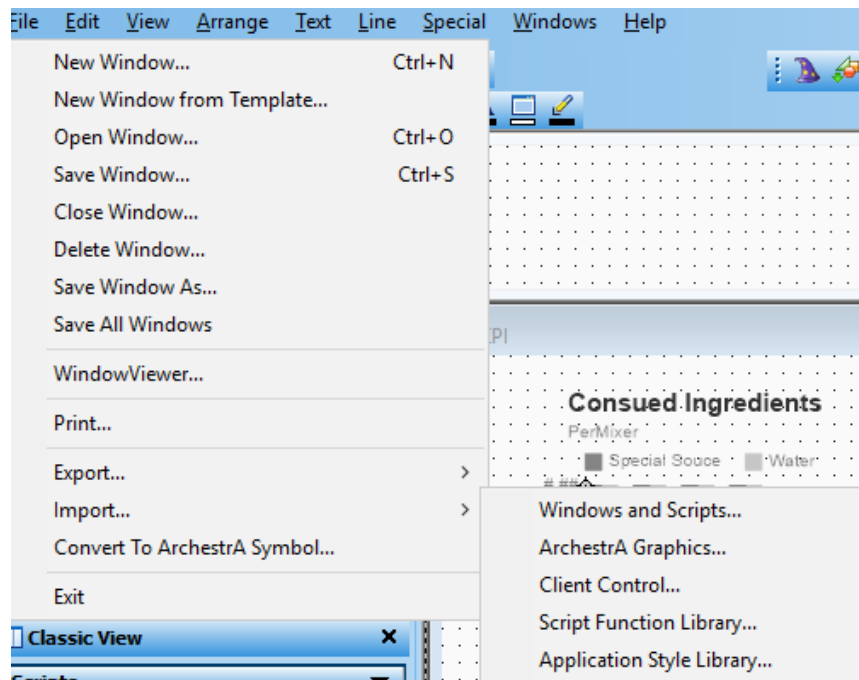 File Edit View Arrange Text Line Special Windows Help
New Window... Ctrl+N
New Window from Template...
Open Window... Ctrl+O
Save Window... Ctrl+S
Close Window...
Delete Window...
Save Window As...
Save All Windows
WindowViewer...
Print...
Export...
Import...
Convert To ArchestrA Symbol...
Exit
Windows and Scripts...
ArchestrA Graphics...
Client Control...
Script Function Library...
Application Style Library...
Consued Ingredients
PerMixer
Special Souce Water
Classic View
Scripts